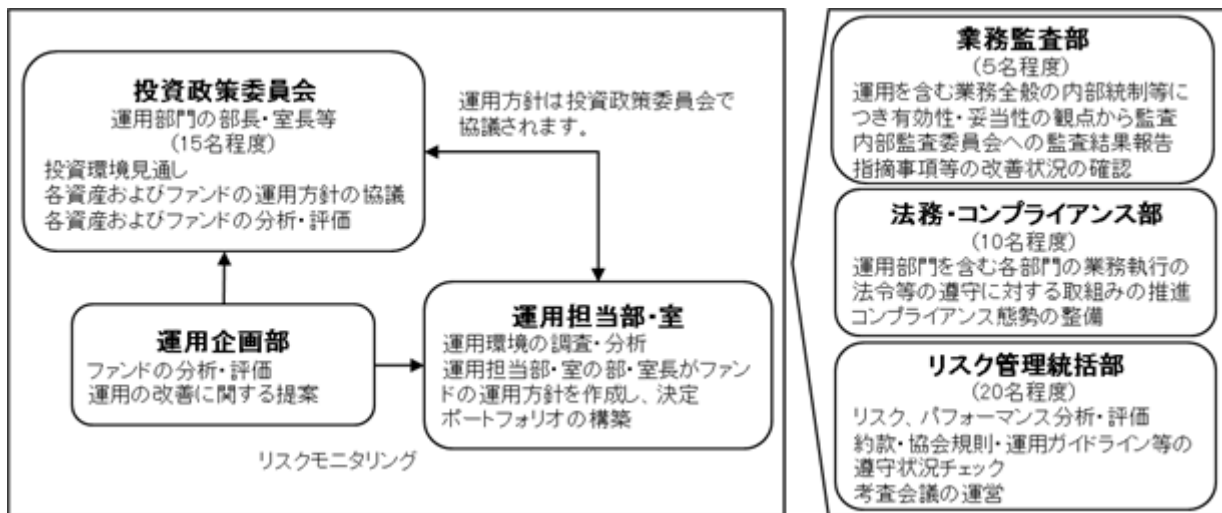 投資政策委員会
運用部門の部長・室長等
(15名程度)
投資環境見通し
各資産およびファンドの運用方針の協議
各資産およびファンドの分析・評価
運用方針は投資政策委員会で
協議されます。
運用企画部
ファンドの分析・評価
運用の改善に関する提案
運用担当部・室
運用環境の調査・分析
運用担当部・室の部・室長がファン
ドの運用方針を作成し、決定
ポートフォリオの構築
リスクモニタリング
業務監査部
(5名程度)
運用を含む業務全般の内部統制等に
つき有効性・妥当性の観点から監査
内部監査委員会への監査結果報告
指摘事項等の改善状況の確認
法務・コンプライアンス部
(10名程度)
運用部門を含む各部門の業務執行の
法令等の遵守に対する取組みの推進
コンプライアンス態勢の整備
リスク管理統括部
(20名程度)
リスク、パフォーマンス分析・評価
約款・協会規則・運用ガイドライン等の
遵守状況チェック
考査会議の運営